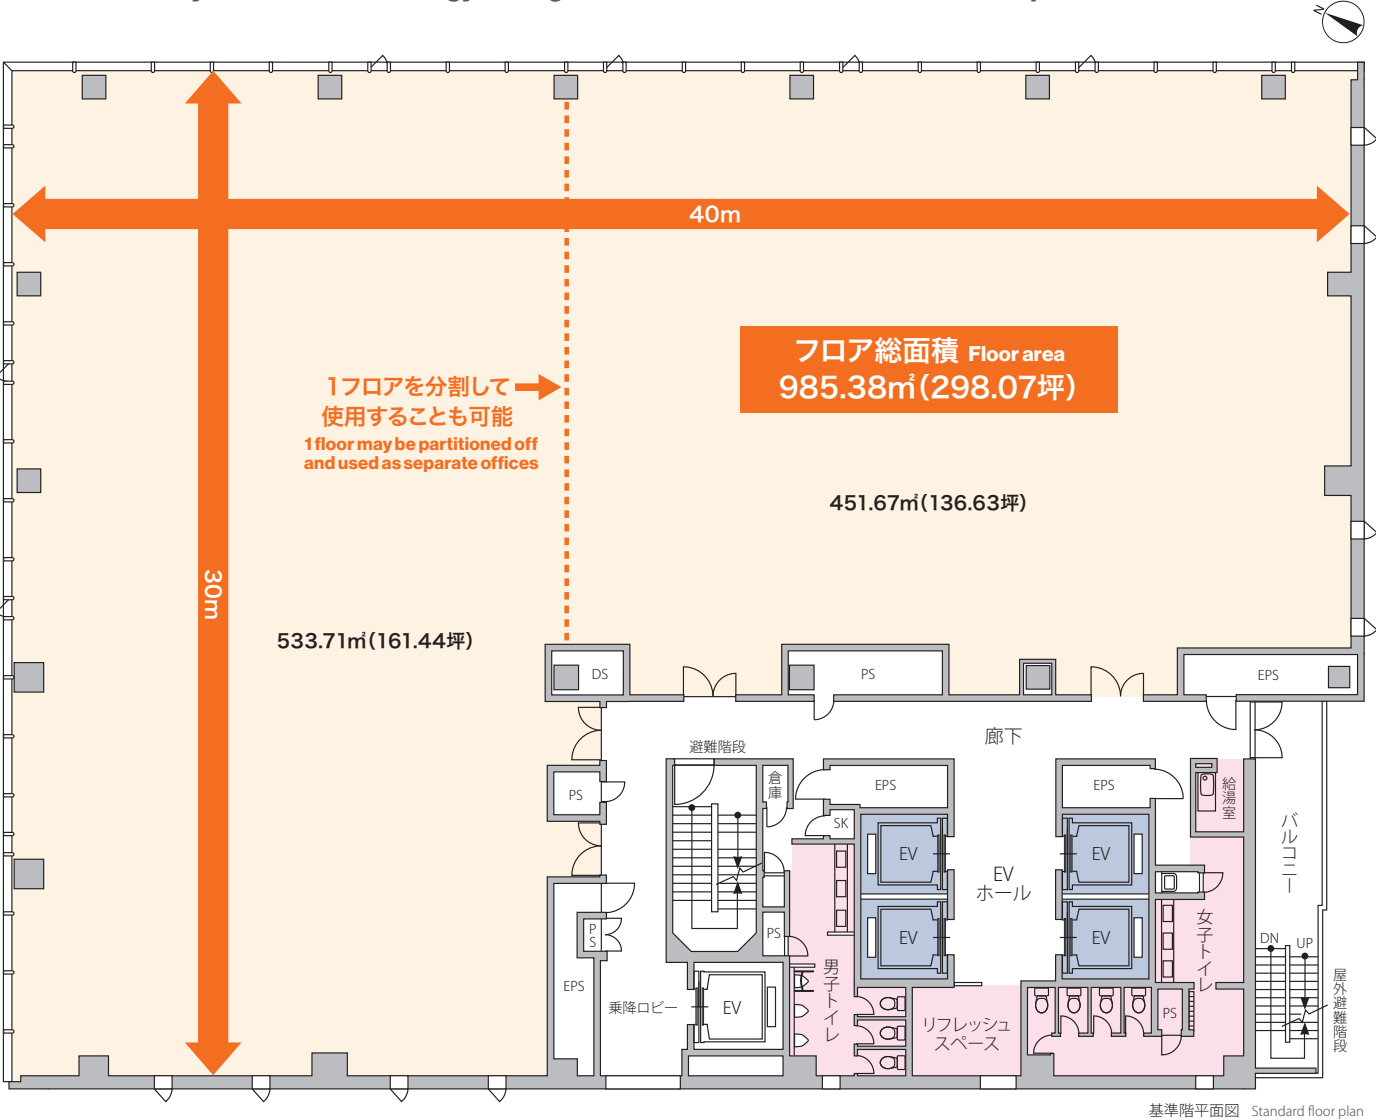 N
40m
フロア総面積 Floor area
985.38㎡(298.07坪)
1フロアを分割して
使用することも可能
1 floor may be partitioned off
and used as separate offices
451.67㎡(136.63坪)
30m
533.71㎡(161.44坪)
DS
PS
EPS
廊下
避難階段
倉庫
EPS
EPS
給湯室
PS
SK
EV
EV
EV
ホール
バルコニー
EV
EV
PS
PS
女子トイレ
DN
UP
男子トイレ
EPS
乗降ロビー
EV
リフレッシュ
スペース
PS
屋外避難階段
基準階平面図 Standard floor plan